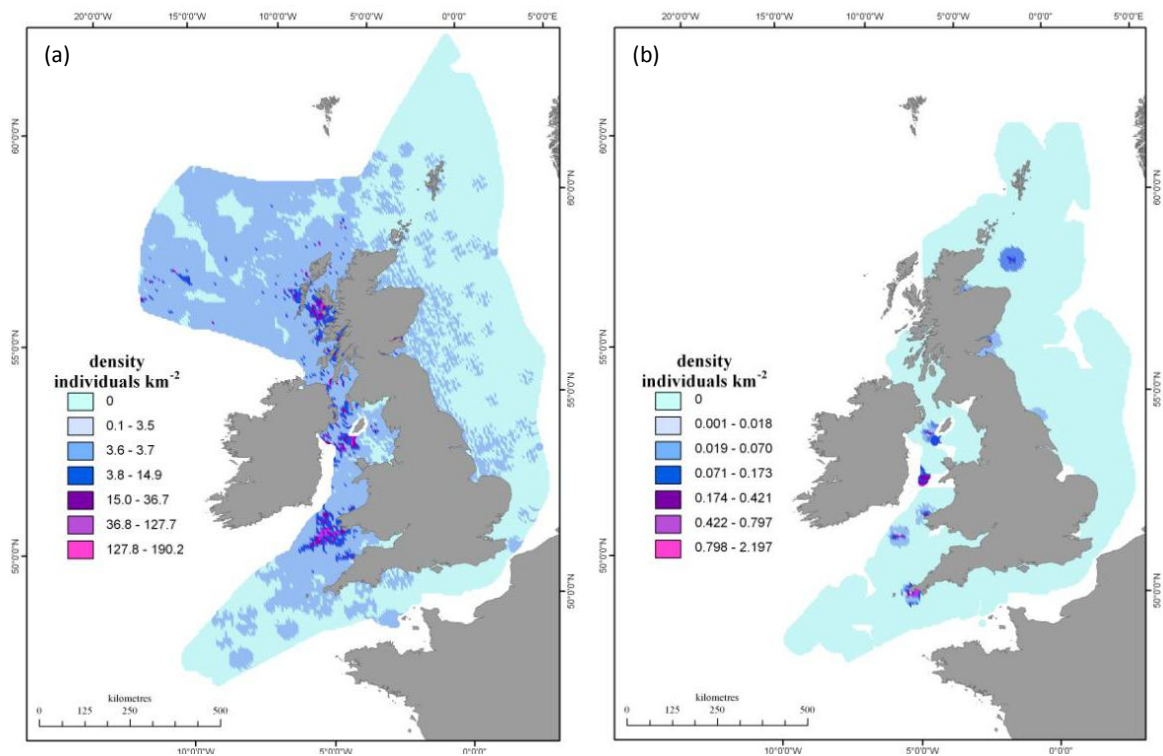 20°0'0"W 15°0'0"W 10°0'0"W 5°0'0"W 0°0'0" 5°0'0"E
(a)
60°0'0"N
60°0'0"N
55°0'0"N
55°0'0"N
50°0'0"N
50°0'0"N
density
individuals km-2
0
0.1 - 3.5
3.6 - 3.7
3.8 - 14.9
15.0 - 36.7
36.8 - 127.7
127.8 - 190.2
kilometres
0 125 250 500
10°0'0"W 5°0'0"W 0°0'0"
20°0'0"W 15°0'0"W 10°0'0"W 5°0'0"W 0°0'0" 5°0'0"E
(b)
60°0'0"N
60°0'0"N
55°0'0"N
55°0'0"N
50°0'0"N
50°0'0"N
density
individuals km-2
0
0.001 - 0.018
0.019 - 0.070
0.071 - 0.173
0.174 - 0.421
0.422 - 0.797
0.798 - 2.197
kilometres
0 125 250 500
10°0'0"W 5°0'0"W 0°0'0"